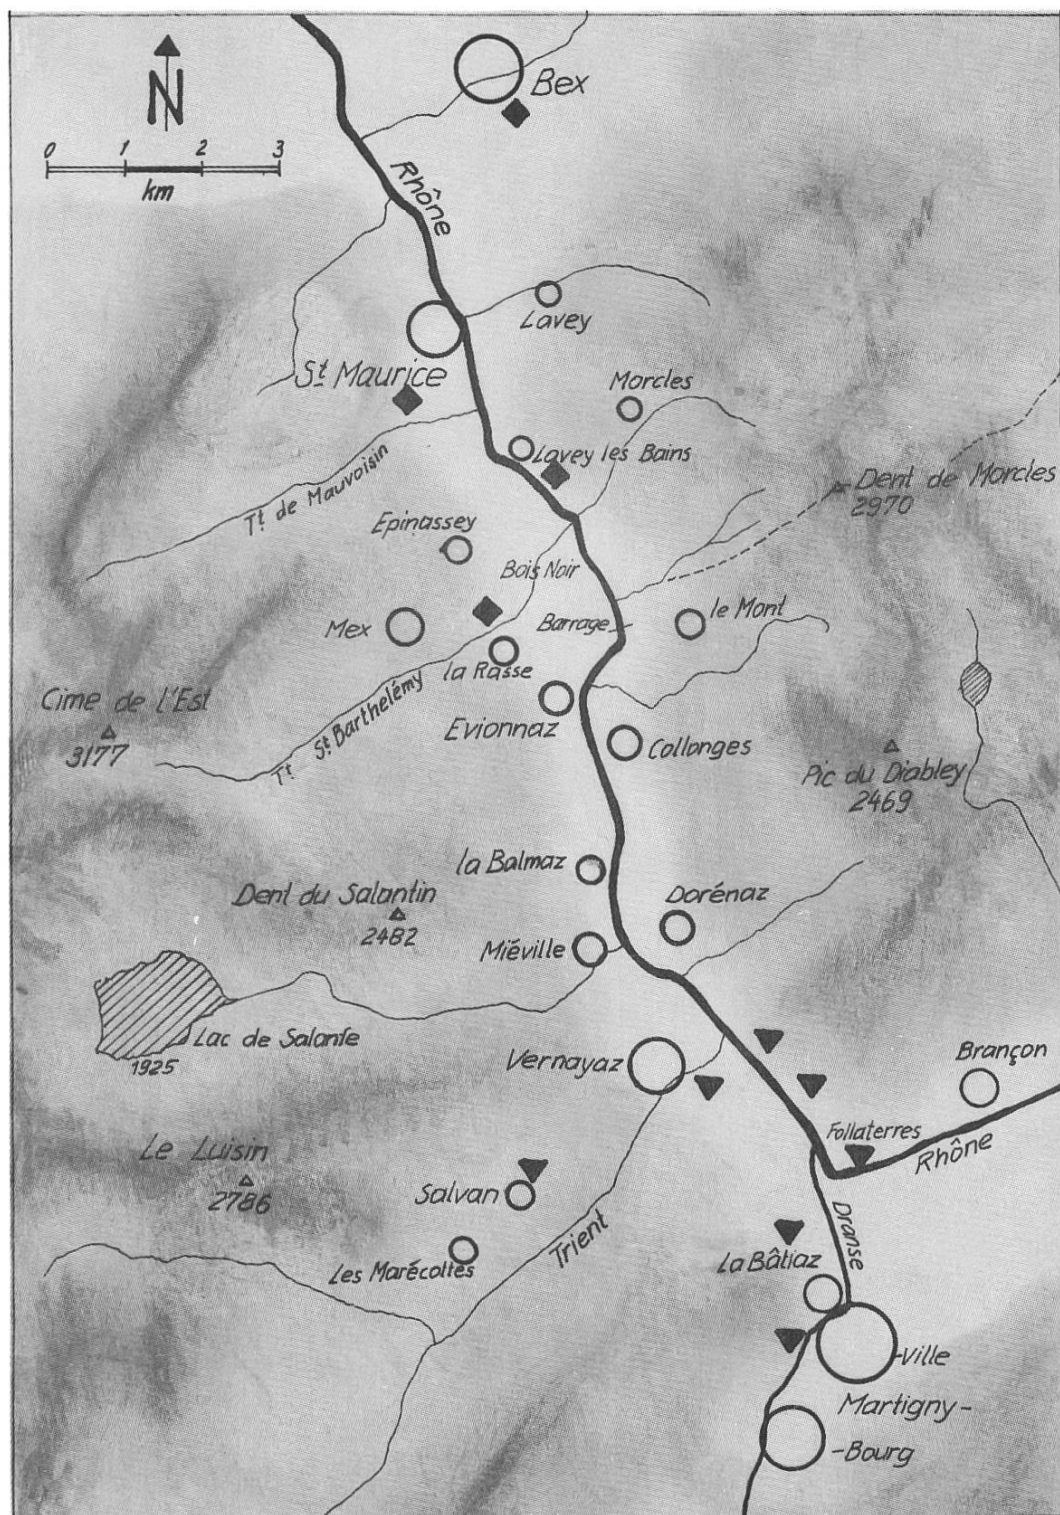 N
0 1 2 3
km
Bex
Rhône
Lavey
St Maurice
Morcles
Lavey les Bains
Tt. de Mauvoisin
Dent de Morcles
2970
Epinassey
Bois Noir
Mex
Barrage
le Mont
la Rasse
Cime de l'Est
3177
Tt. St. Barthelémy
Evionnaz
Collonges
Pic du Diabley
2469
la Balmaz
Dent du Salantin
2482
Dorénaz
Miéville
Lac de Salanfe
1925
Vernayaz
Brançon
Follaterres
Rhône
Le Luisin
2786
Salvan
Trient
Dranse
La Bâtiaz
Les Marécottes
-Ville
Martigny-
-Bourg